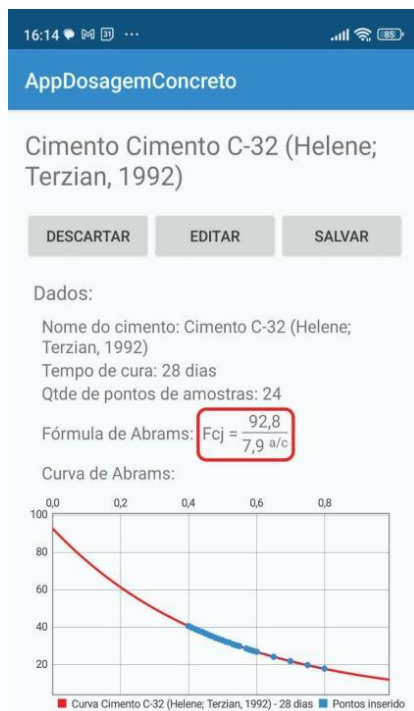 16:14 31 ... 85
AppDosagemConcreto
Cimento Cimento C-32 (Helene;
Terzian, 1992)
DESCARTAR EDITAR SALVAR
Dados:
Nome do cimento: Cimento C-32 (Helene;
Terzian, 1992)
Tempo de cura: 28 dias
Qtde de pontos de amostras: 24
Fórmula de Abrams: Fcj = 92,8 / 7,9 a/c
Curva de Abrams:
0,0 0,2 0,4 0,6 0,8
100
80
60
40
20
Curva Cimento C-32 (Helene; Terzian, 1992) - 28 dias Pontos inserido